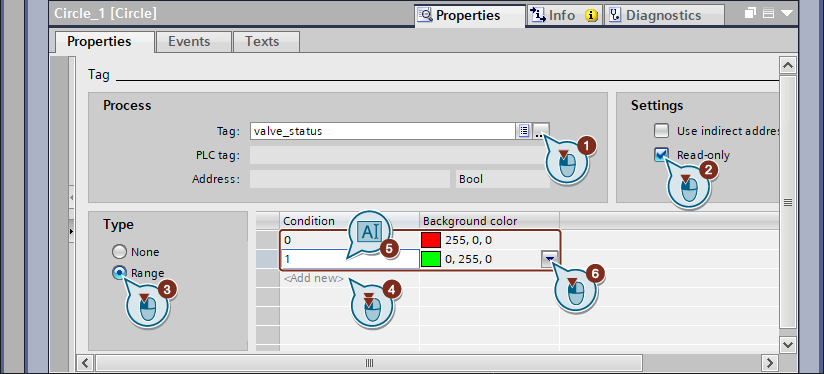 Circle_1 [Circle]
Properties
Info
Diagnostics
Properties
Events
Texts
Tag
Process
Tag:
valve_status
...
1
PLC tag:
Address:
Bool
Settings
Use indirect addre
Read-only
2
Type
None
Range
3
Condition
Background color
AI
5
0
255, 0, 0
1
0, 255, 0
6
<Add new>
4